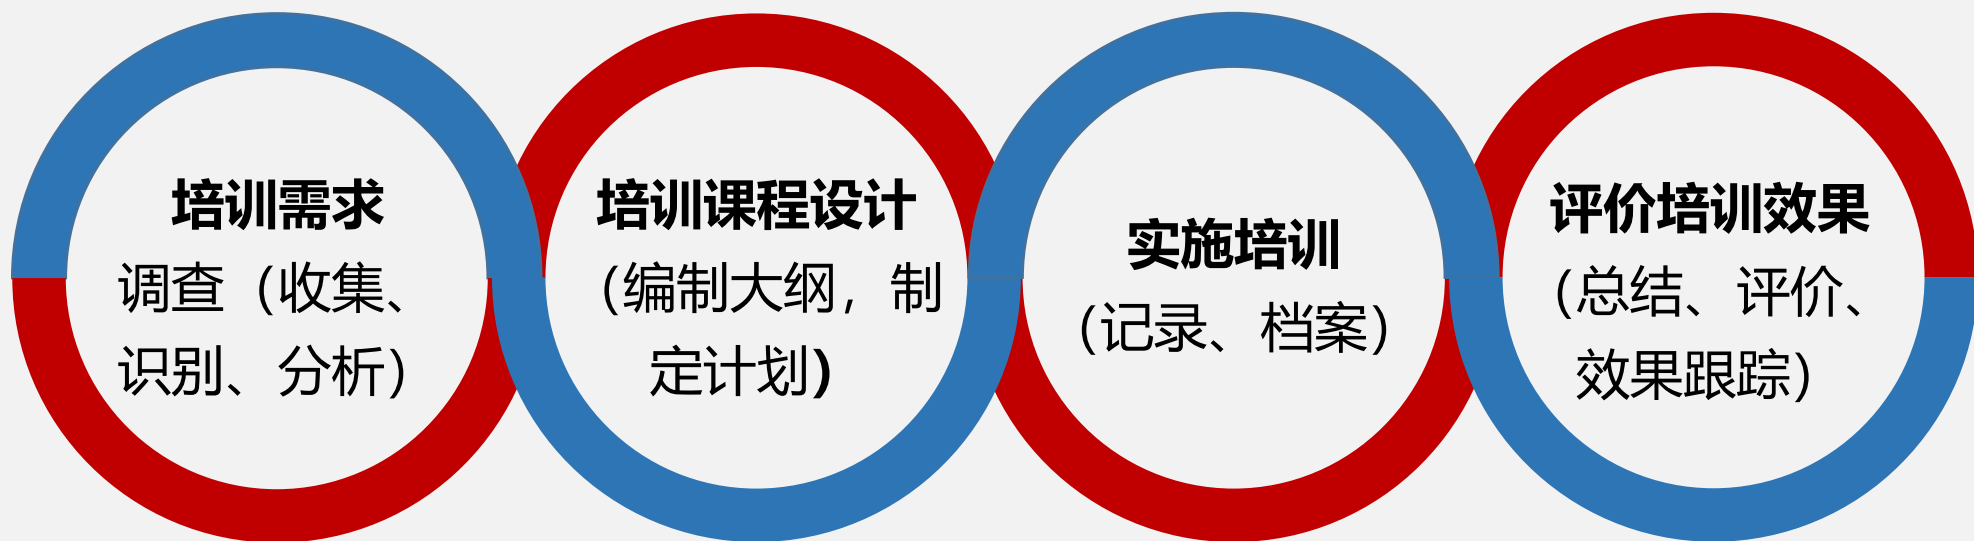 培训需求
调查（收集、
识别、分析）
培训课程设计
（编制大纲，制
定计划)
实施培训
（记录、档案）
评价培训效果
（总结、评价、
效果跟踪）